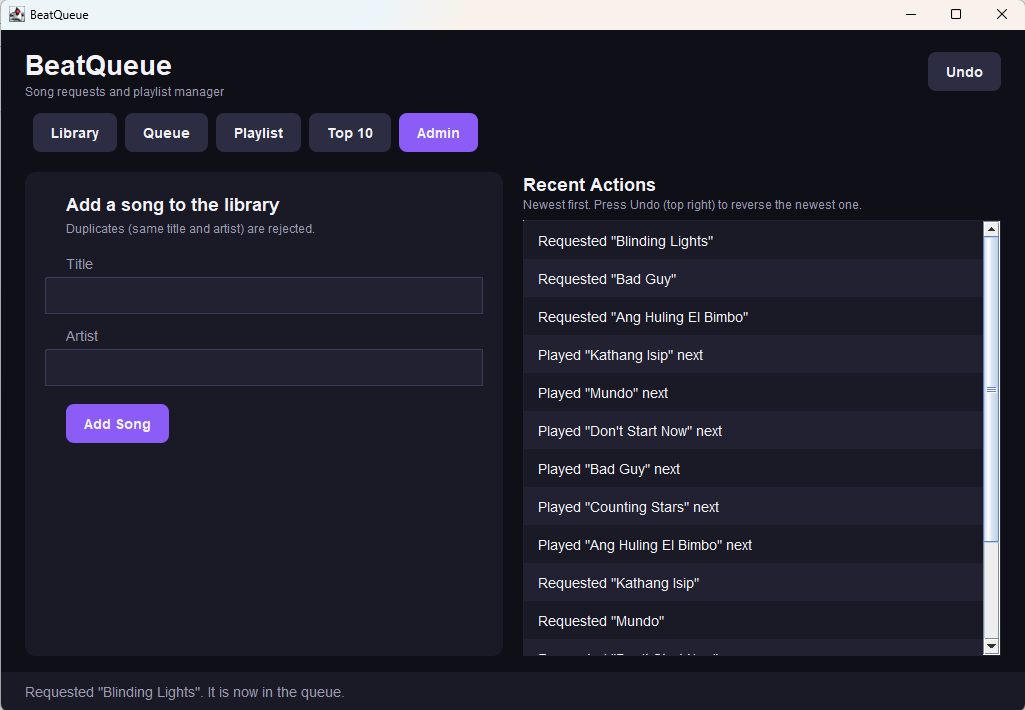 BeatQueue
BeatQueue
Song requests and playlist manager
Undo
Library
Queue
Playlist
Top 10
Admin
Add a song to the library
Duplicates (same title and artist) are rejected.
Title
Artist
Add Song
Recent Actions
Newest first. Press Undo (top right) to reverse the newest one.
Requested "Blinding Lights"
Requested "Bad Guy"
Requested "Ang Huling El Bimbo"
Played "Kathang Isip" next
Played "Mundo" next
Played "Don't Start Now" next
Played "Bad Guy" next
Played "Counting Stars" next
Played "Ang Huling El Bimbo" next
Requested "Kathang Isip"
Requested "Mundo"
Requested "Blinding Lights". It is now in the queue.